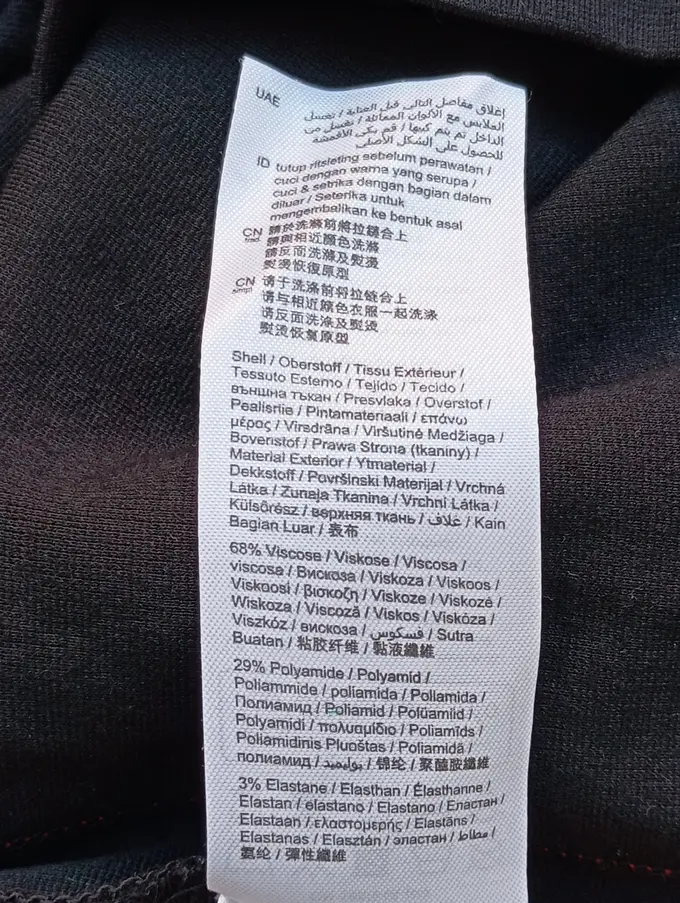 UAE
إغلاق مفاصل التالي قبل العناية / تغسل
الملابس مع الألوان المماثلة / تغسل من
الداخل ثم يتم كيها / قم بكي الأقمشة
للحصول على الشكل الأصلي
ID tutup ritsleting sebelum perawatan /
cuci dengan warna yang serupa /
cuci & setrika dengan bagian dalam
diluar / Seterika untuk
mengembalikan ke bentuk asal
CN trad. 請於洗滌前將拉鏈合上
請與相近顏色洗滌
請反面洗滌及熨燙
熨燙恢復原型
CN simpl. 请于洗涤前将拉链合上
请与相近颜色衣服一起洗涤
请反面洗涤及熨烫
熨烫恢复原型
Shell / Oberstoff / Tissu Extérieur /
Tessuto Esterno / Tejido / Tecido /
външна тъкан / Presvlaka / Overstof /
Pealisriie / Pintamateriaali / επάνω
μέρος / Virsdrāna / Viršutinė Medžiaga /
Bovenstof / Prawa Strona (tkaniny) /
Material Exterior / Ytmaterial /
Dekkstoff / Površinski Materijal / Vrchná
Látka / Zunaja Tkanina / Vrchní Látka /
Külsőrész / верхняя ткань / غلاف / Kain
Bagian Luar / 表布
68% Viscose / Viskose / Viscosa /
viscosa / Вискоза / Viskoza / Viskoos /
Viskoosi / βισκοζη / Viskoze / Viskozė /
Wiskoza / Viscoză / Viskos / Viskóza /
Viszkóz / вискоза / فسكوس / Sutra
Buatan / 粘胶纤维 / 黏液纖維
29% Polyamide / Polyamid /
Poliammide / poliamida / Poliamida /
Полиамид / Poliamid / Polüamiid /
Polyamidi / πολυαμίδιο / Poliamīds /
Poliamidinis Pluoštas / Poliamidă /
полиамид / بوليميد / 锦纶 / 聚醯胺纖維
3% Elastane / Elasthan / Élasthanne /
Elastan / elastano / Elastano / Еластан /
Elastaan / ελαστομερής / Elastāns /
Elastanas / Elasztán / эластан / مطاط /
氨纶 / 彈性纖維